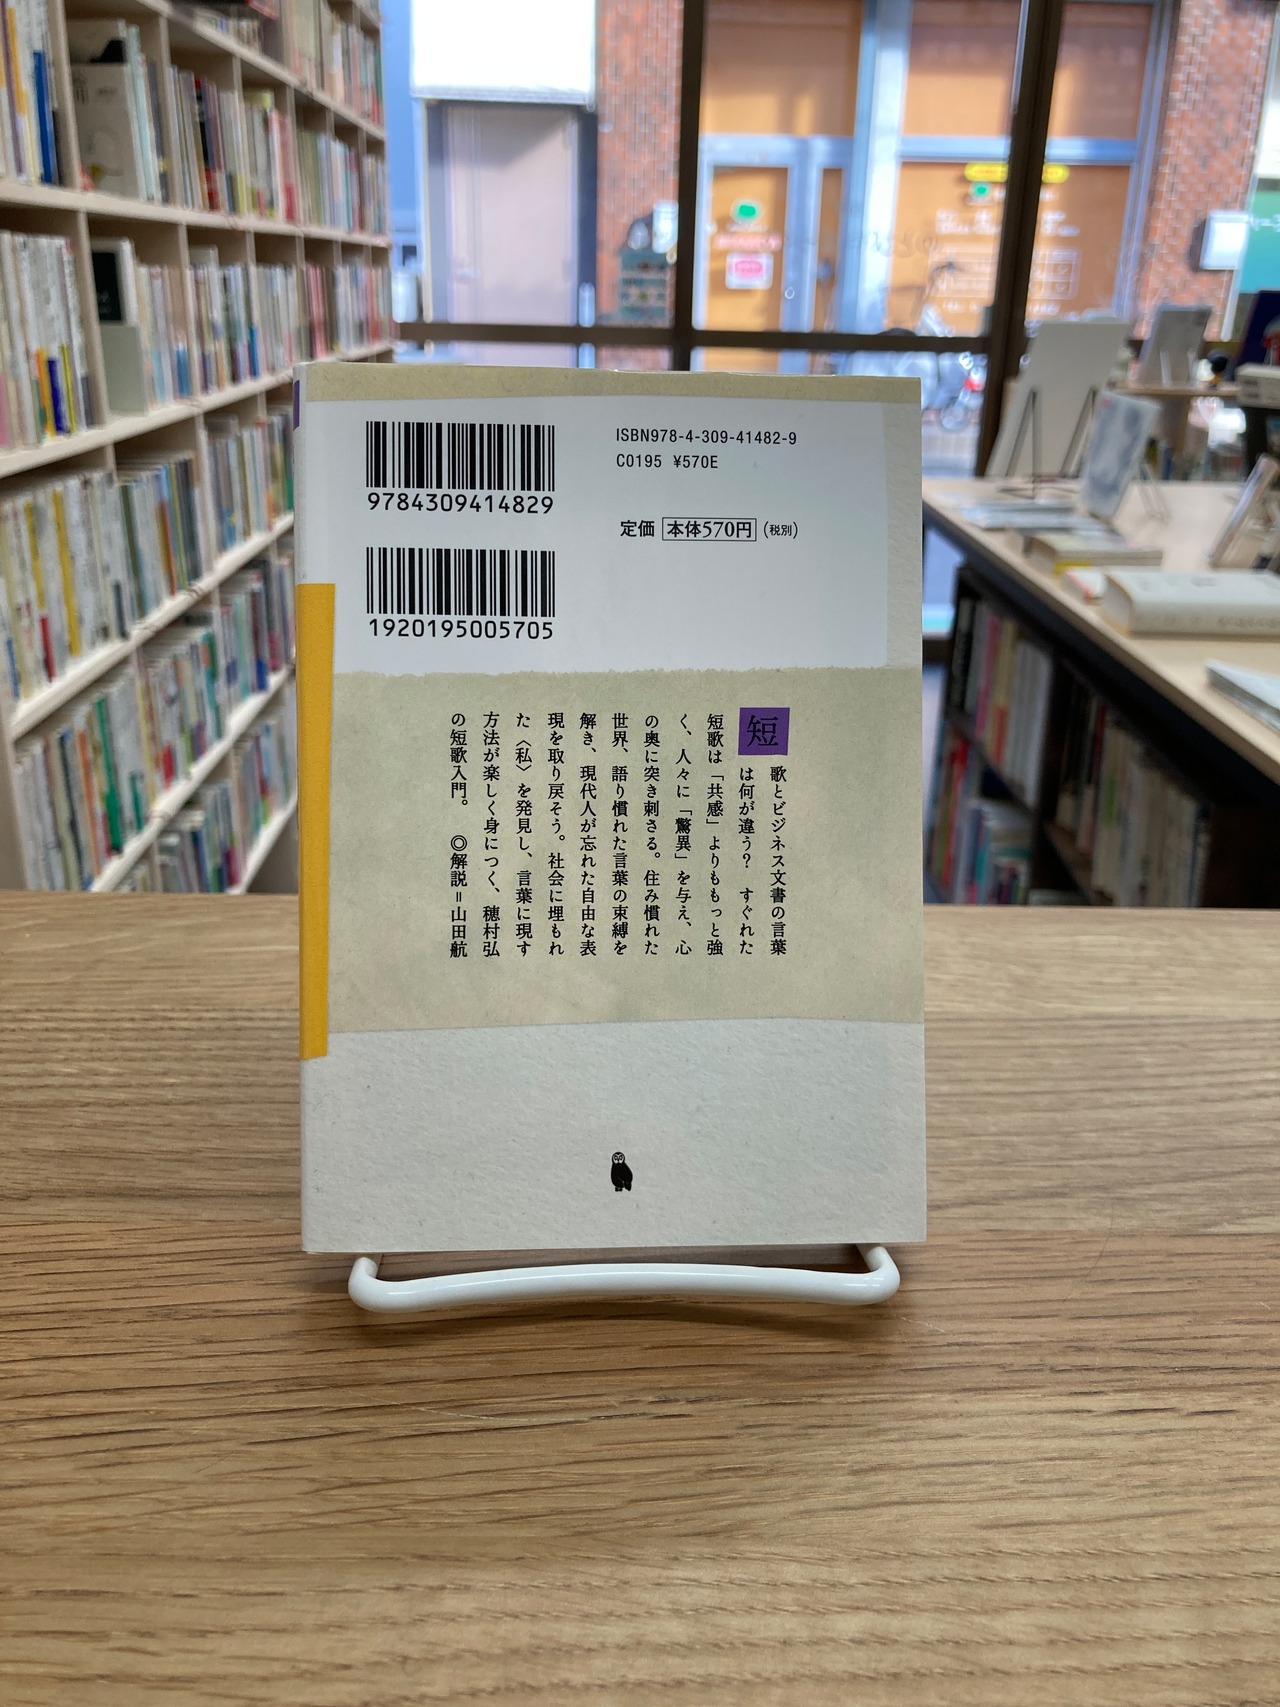 9784309414829
1920195005705
ISBN978-4-309-41482-9
C0195 ¥570E
定価 本体570円(税別)
短歌とビジネス文書の言葉
は何が違う? すぐれた
短歌は「共感」よりももっと強
く、人々に「驚異」を与え、心
の奥に突き刺さる。住み慣れた
世界、語り慣れた言葉の束縛を
解き、現代人が忘れた自由な表
現を取り戻そう。社会に埋もれ
た〈私〉を発見し、言葉に現す
方法が楽しく身につく、穂村弘
の短歌入門。 ◎解説=山田航